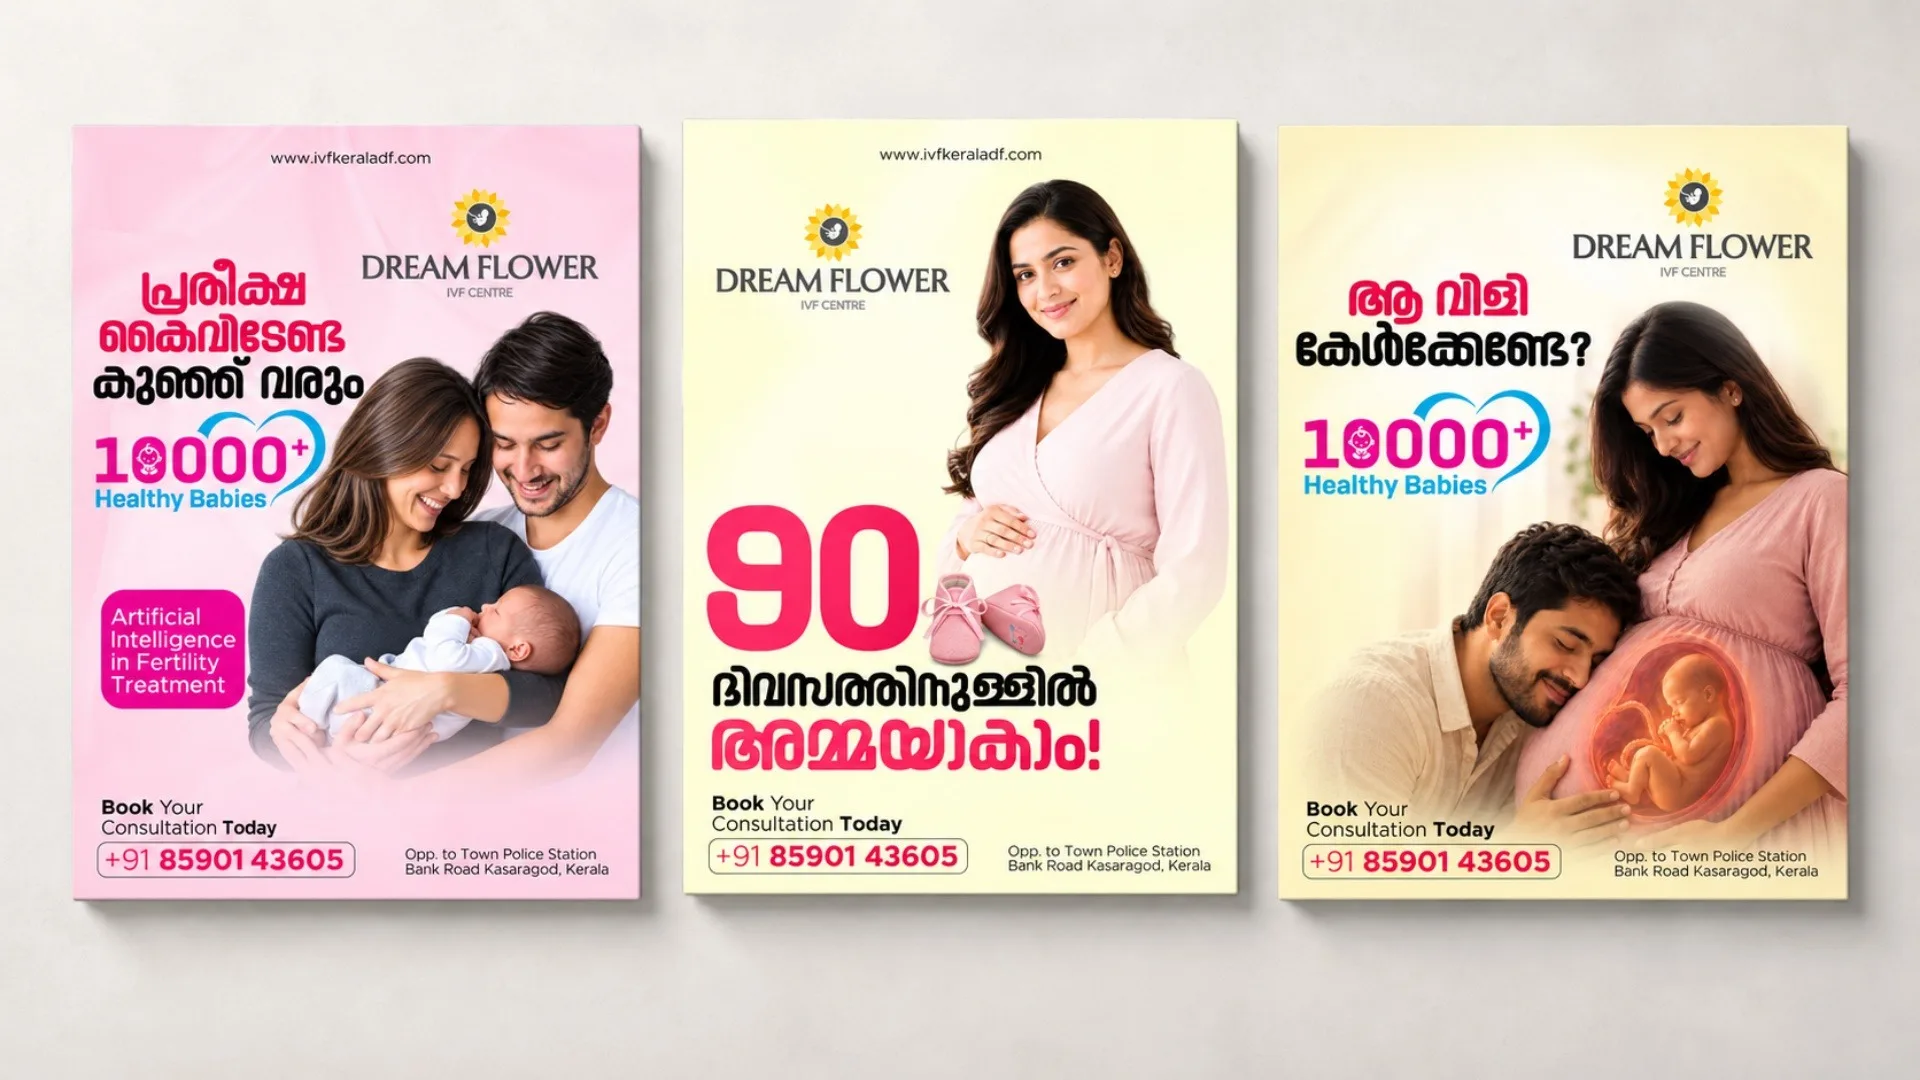 www.ivfkeraladf.com
DREAM FLOWER
IVF CENTRE
പ്രതീക്ഷ
കൈവിടേണ്ട
കുഞ്ഞ് വരും
10000+
Healthy Babies
Artificial
Intelligence
in Fertility
Treatment
Book Your
Consultation Today
+91 85901 43605
Opp. to Town Police Station
Bank Road Kasaragod, Kerala
www.ivfkeraladf.com
DREAM FLOWER
IVF CENTRE
90
ദിവസത്തിനുള്ളിൽ
അമ്മയാകാം!
Book Your
Consultation Today
+91 85901 43605
Opp. to Town Police Station
Bank Road Kasaragod, Kerala
DREAM FLOWER
IVF CENTRE
ആ വിളി
കേൾക്കേണ്ടേ?
10000+
Healthy Babies
Book Your
Consultation Today
+91 85901 43605
Opp. to Town Police Station
Bank Road Kasaragod, Kerala